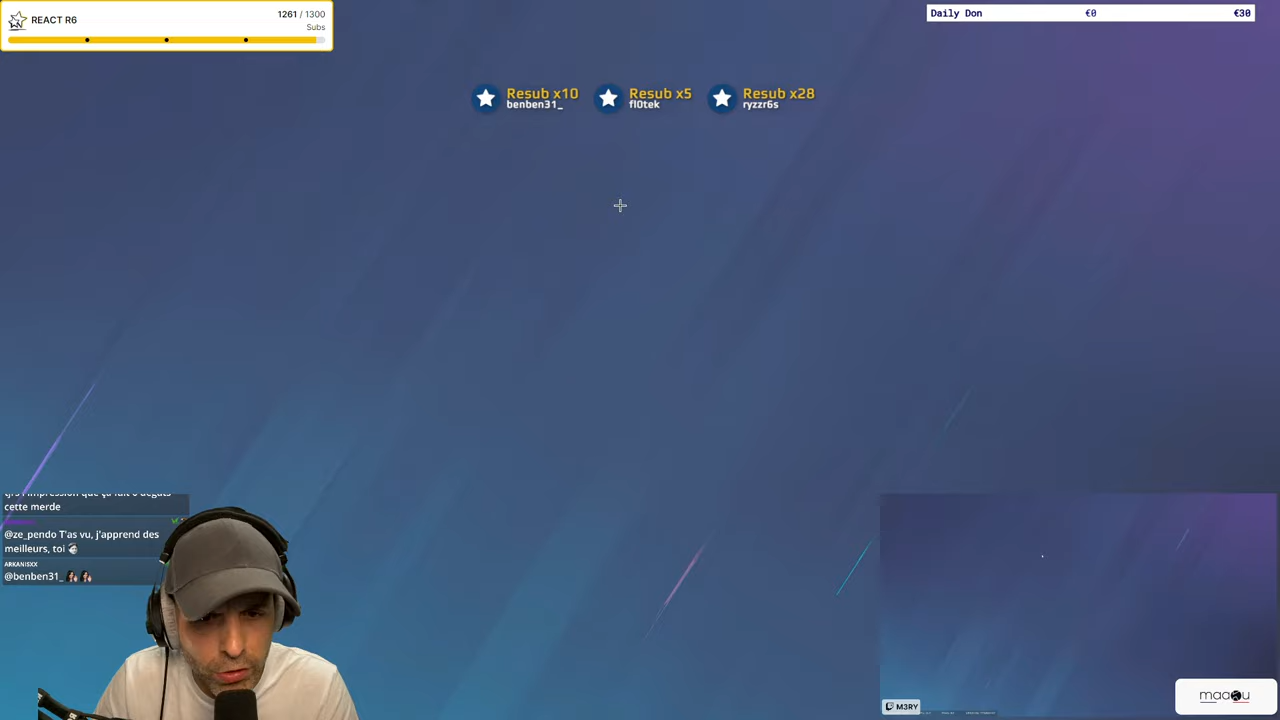 REACT R6
1261 / 1300
Subs
Daily Don €0 €30
Resub x10
benben31_
Resub x5
fl0tek
Resub x28
ryzzr6s
cette merde
@ze_pendo T'as vu, j'apprend des
meilleurs, toi
ARKANISXX
@benben31_
M3RY